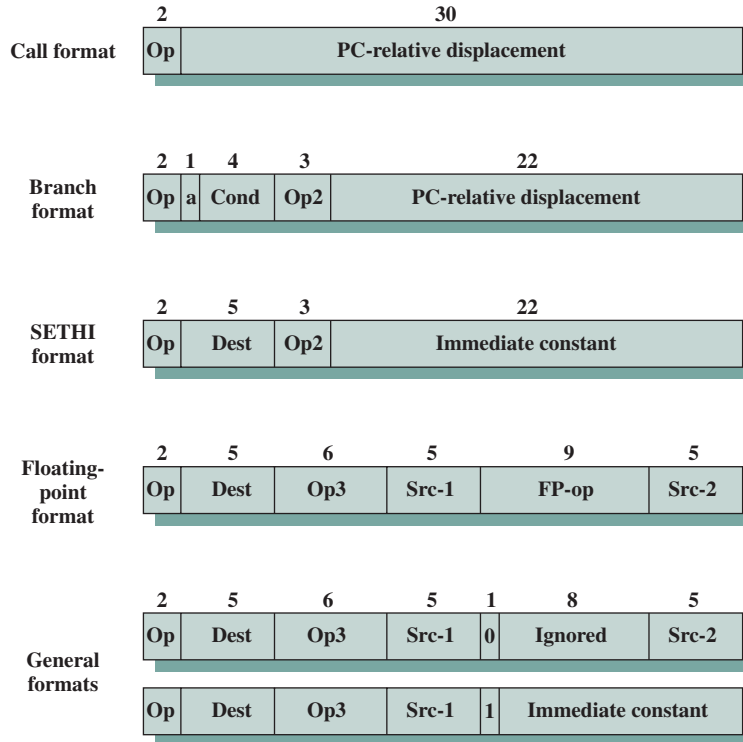 2 30
Call format Op PC-relative displacement
2 1 4 3 22
Branch
format
Op a Cond Op2 PC-relative displacement
2 5 3 22
SETHI
format
Op Dest Op2 Immediate constant
2 5 6 5 9 5
Floating-
point
format
Op Dest Op3 Src-1 FP-op Src-2
2 5 6 5 1 8 5
General
formats
Op Dest Op3 Src-1 0 Ignored Src-2
Op Dest Op3 Src-1 1 Immediate constant